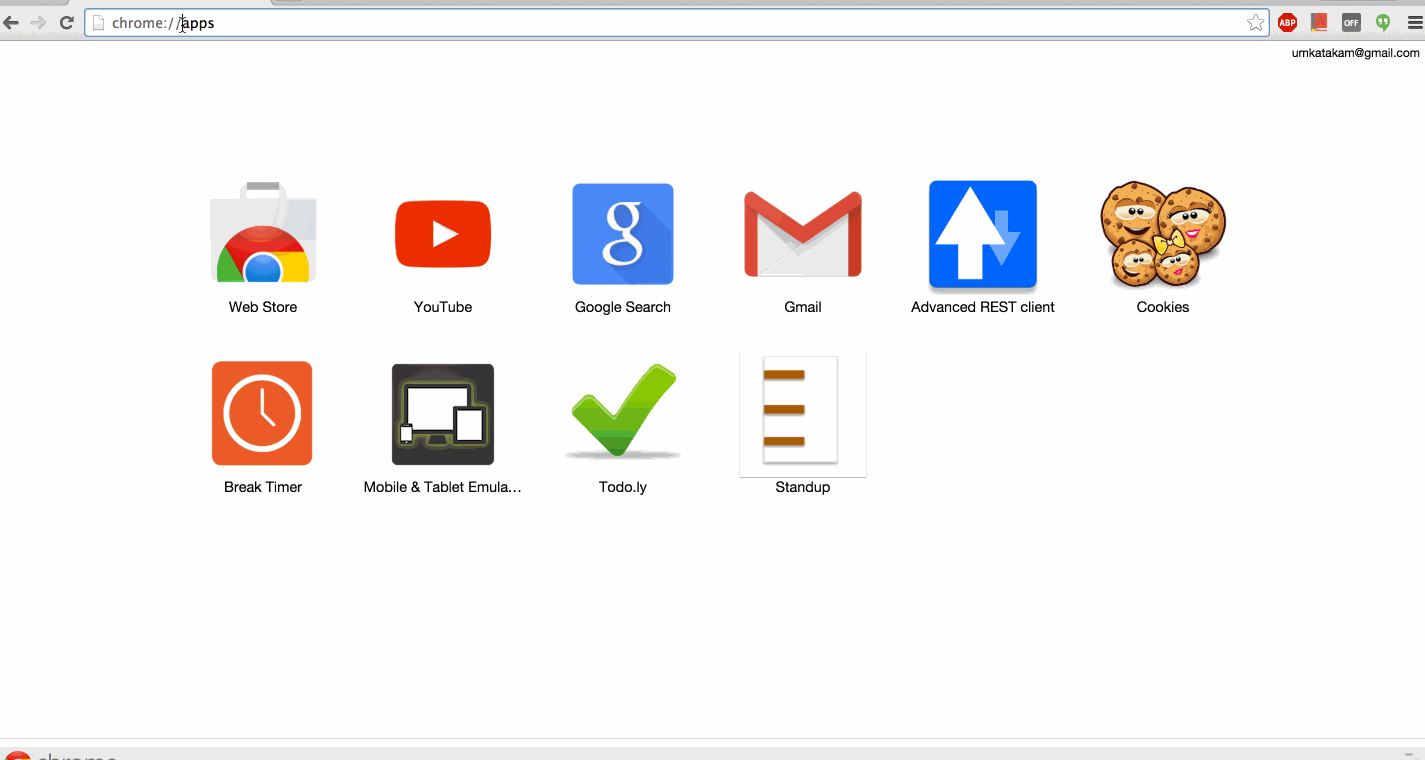 chrome://apps
ABP
OFF
umkatakam@gmail.com
g
Web Store
YouTube
Google Search
Gmail
Advanced REST client
Cookies
Break Timer
Mobile & Tablet Emula...
Todo.ly
Standup
chrome